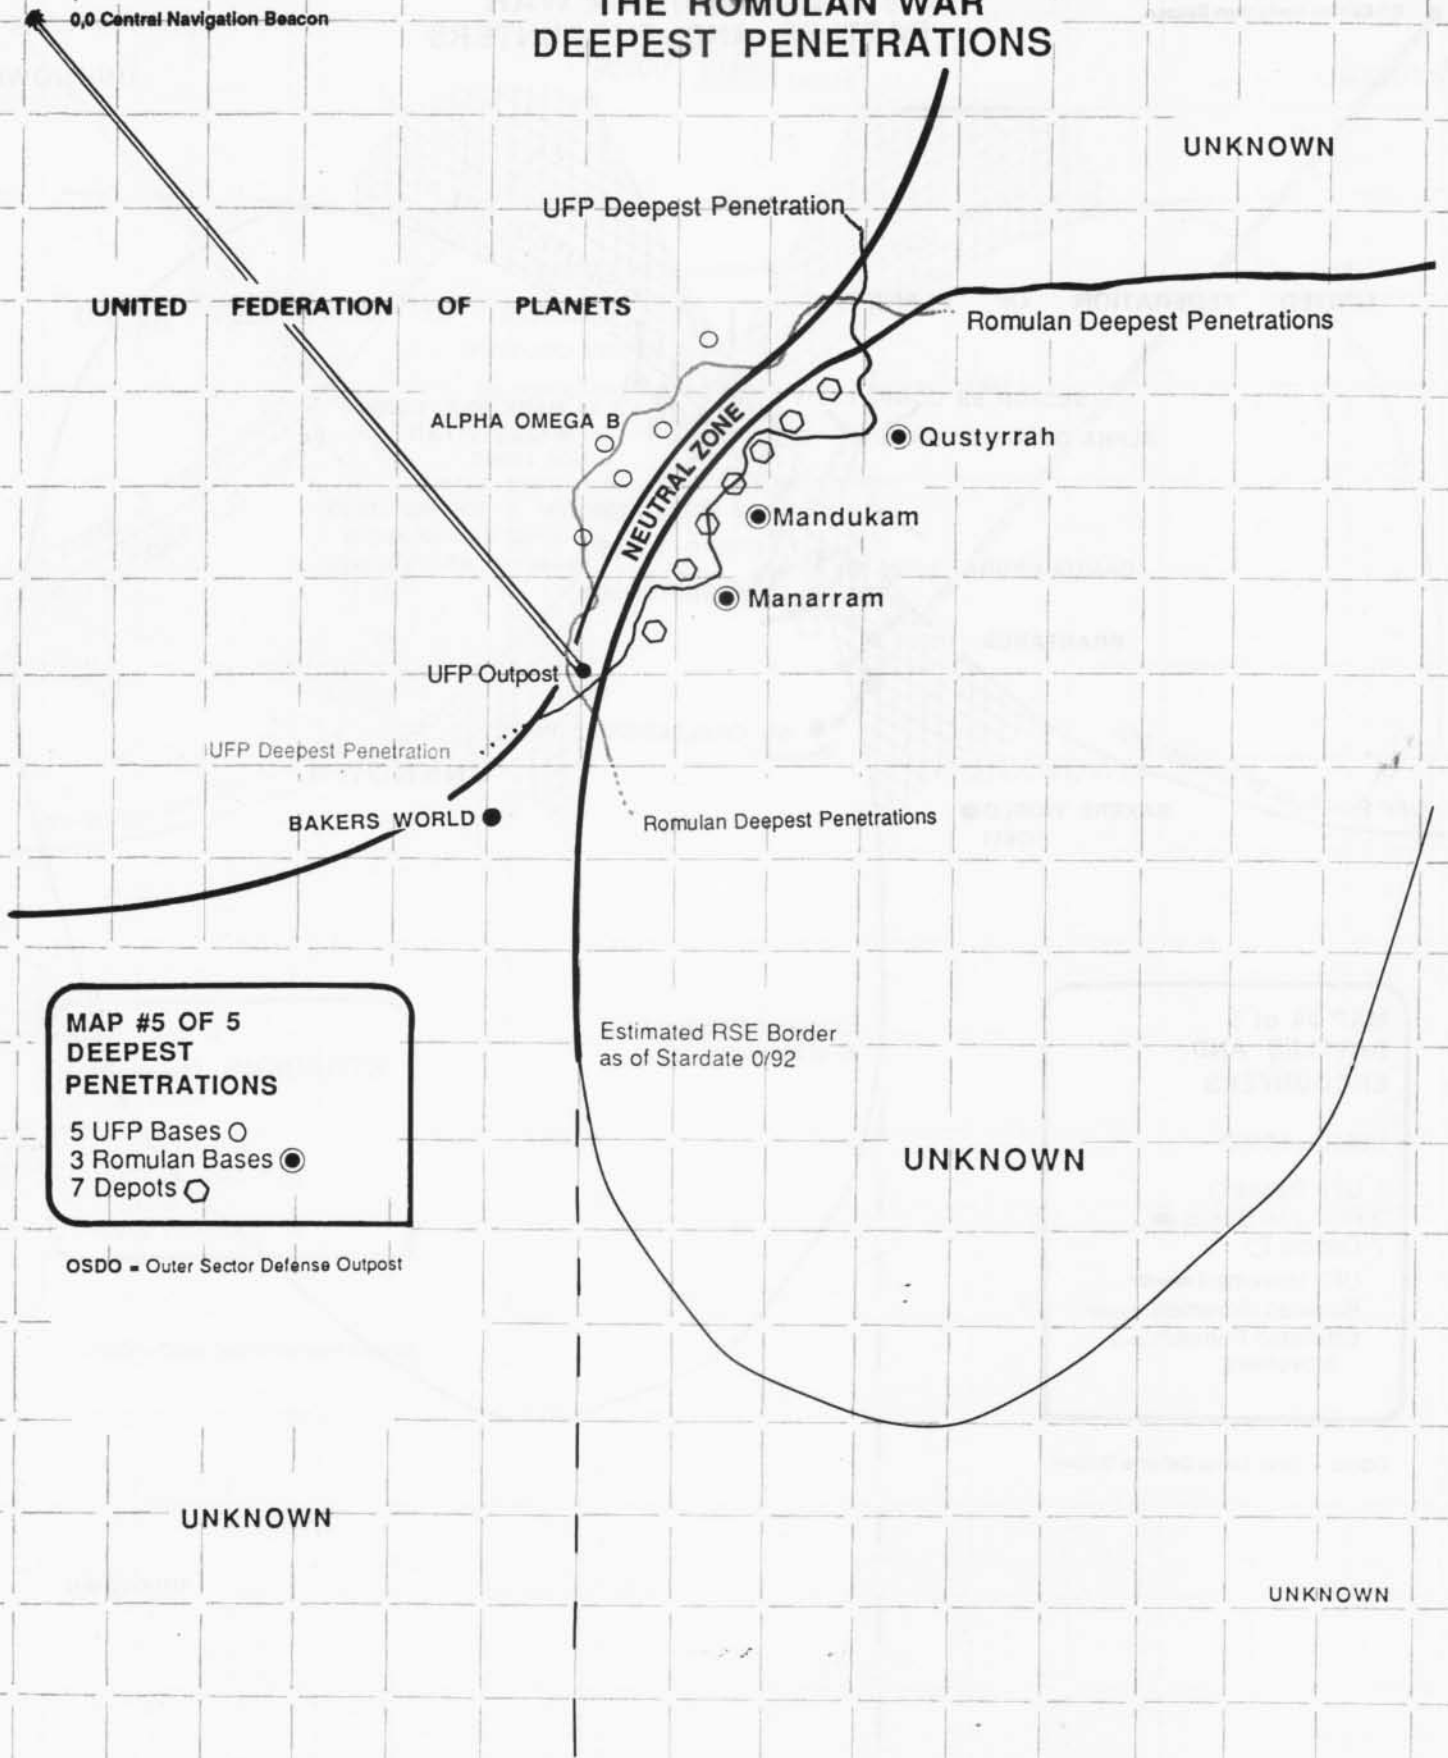 0,0 Central Navigation Beacon
THE ROMULAN WAR
DEEPEST PENETRATIONS
UNKNOWN
UFP Deepest Penetration
UNITED FEDERATION OF PLANETS
Romulan Deepest Penetrations
ALPHA OMEGA B
NEUTRAL ZONE
Qustyrrah
Mandukam
Manarram
UFP Outpost
UFP Deepest Penetration
BAKERS WORLD
Romulan Deepest Penetrations
MAP #5 OF 5
DEEPEST
PENETRATIONS
5 UFP Bases
3 Romulan Bases
7 Depots
OSDO = Outer Sector Defense Outpost
Estimated RSE Border
as of Stardate 0/92
UNKNOWN
UNKNOWN
UNKNOWN